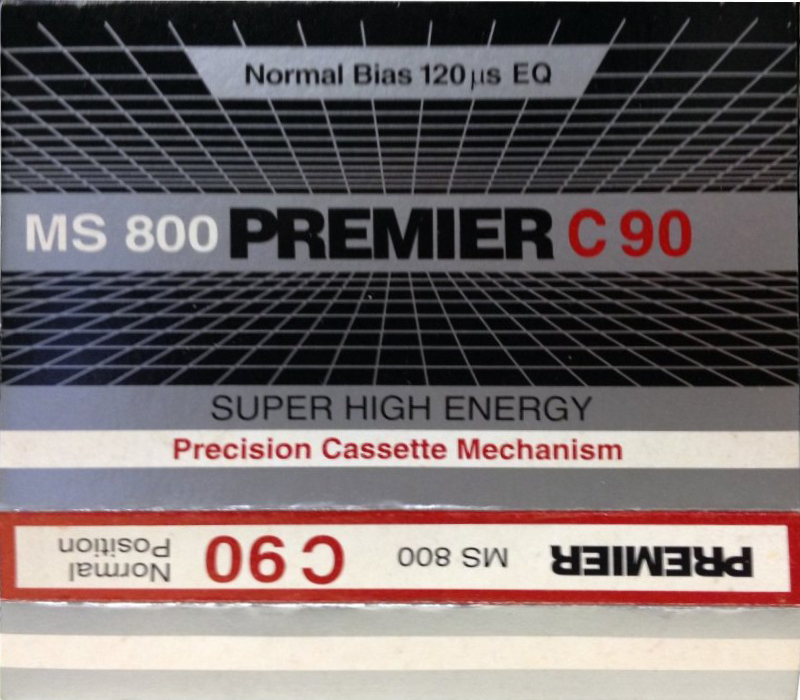 Normal Bias 120μs EQ
MS 800 PREMIER C 90
SUPER HIGH ENERGY
Precision Cassette Mechanism
PREMIER MS 800 C 90 Normal
Position